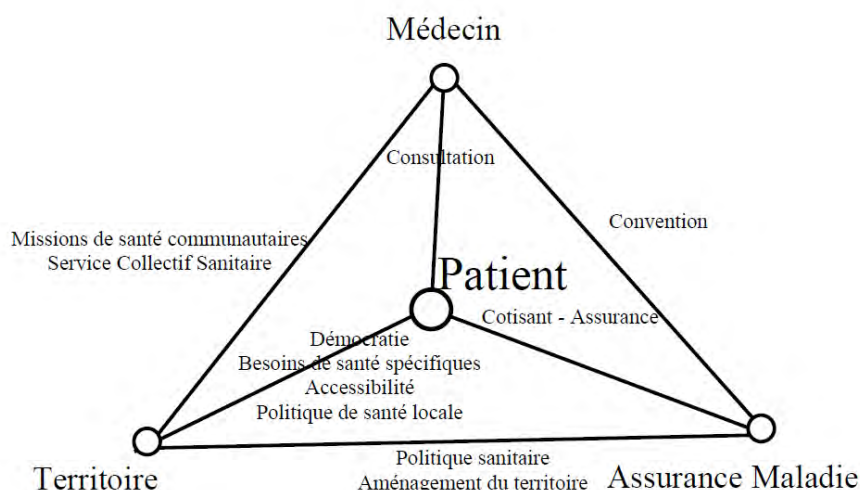 Médecin
Consultation
Convention
Missions de santé communautaires
Service Collectif Sanitaire
Patient
Cotisant - Assurance
Démocratie
Besoins de santé spécifiques
Accessibilité
Politique de santé locale
Politique sanitaire
Aménagement du territoire
Territoire
Assurance Maladie